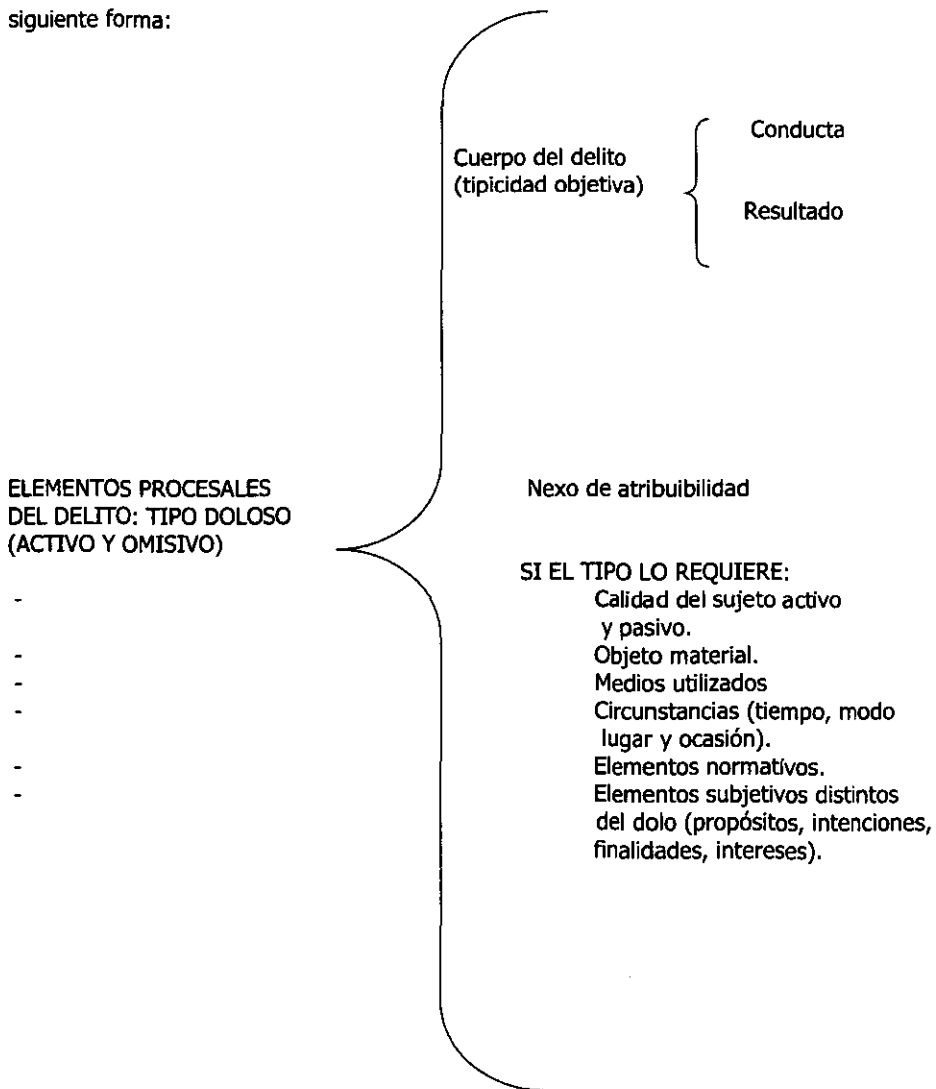 siguiente forma:
Conducta
Cuerpo del delito
(tipicidad objetiva)
Resultado
ELEMENTOS PROCESALES
DEL DELITO: TIPO DOLOSO
(ACTIVO Y OMISIVO)
Nexo de atribuibilidad
SI EL TIPO LO REQUIERE:
- Calidad del sujeto activo
y pasivo.
- Objeto material.
- Medios utilizados
- Circunstancias (tiempo, modo
lugar y ocasión).
- Elementos normativos.
- Elementos subjetivos distintos
del dolo (propósitos, intenciones,
finalidades, intereses).